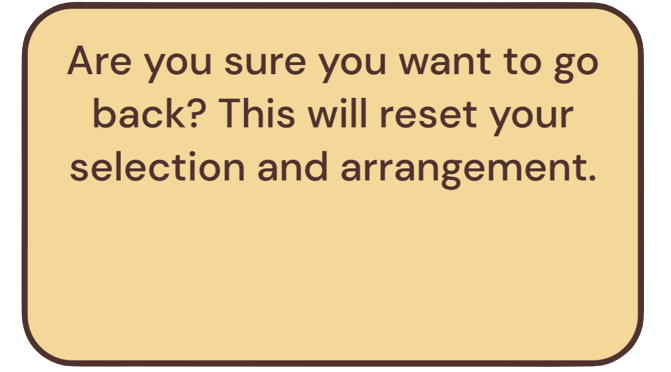 Are you sure you want to go
back? This will reset your
selection and arrangement.